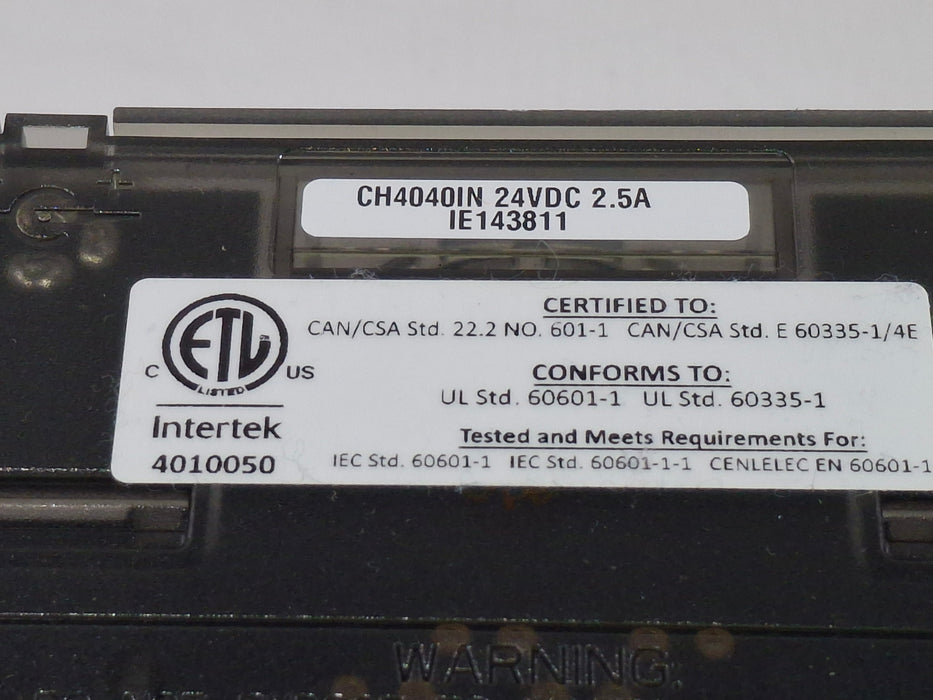 CH4040IN 24VDC 2.5A
IE143811
CERTIFIED TO:
CAN/CSA Std. 22.2 NO. 601-1 CAN/CSA Std. E 60335-1/4E
CONFORMS TO:
UL Std. 60601-1 UL Std. 60335-1
Tested and Meets Requirements For:
IEC Std. 60601-1 IEC Std. 60601-1-1 CENLELEC EN 60601-1
ETL
LISTED
C US
Intertek
4010050
WARNING: